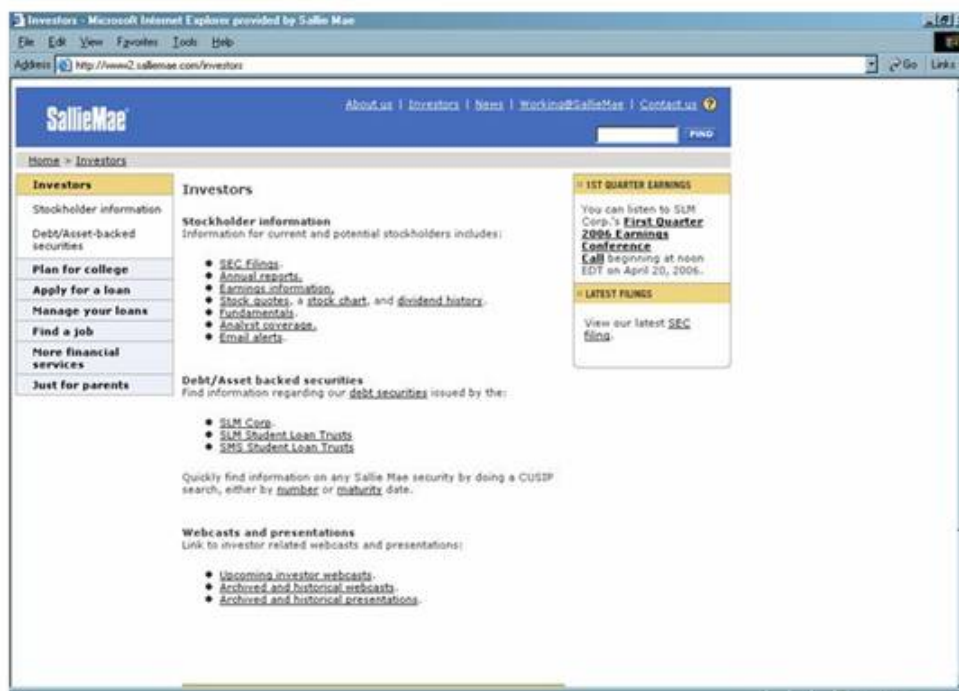 Investors - Microsoft Internet Explorer provided by Sallie Mae
File Edit View Favorites Tools Help
Address http://www2.salliemae.com/investors
Go Links
SallieMae
About us | Investors | News | Working@SallieMae | Contact us ?
FIND
Home > Investors
Investors
Stockholder information
Debt/Asset-backed
securities
Plan for college
Apply for a loan
Manage your loans
Find a job
More financial
services
Just for parents
Investors
Stockholder information
Information for current and potential stockholders includes:
SEC Filings.
Annual reports.
Earnings information.
Stock quotes, a stock chart, and dividend history.
Fundamentals.
Analyst coverage.
Email alerts.
Debt/Asset backed securities
Find information regarding our debt securities issued by the:
SLM Corp.
SLM Student Loan Trusts
SMS Student Loan Trusts
Quickly find information on any Sallie Mae security by doing a CUSIP
search, either by number or maturity date.
Webcasts and presentations
Link to investor related webcasts and presentations:
Upcoming investor webcasts.
Archived and historical webcasts.
Archived and historical presentations.
1ST QUARTER EARNINGS
You can listen to SLM
Corp.'s First Quarter
2006 Earnings
Conference
Call beginning at noon
EDT on April 20, 2006.
LATEST FILINGS
View our latest SEC
filing.